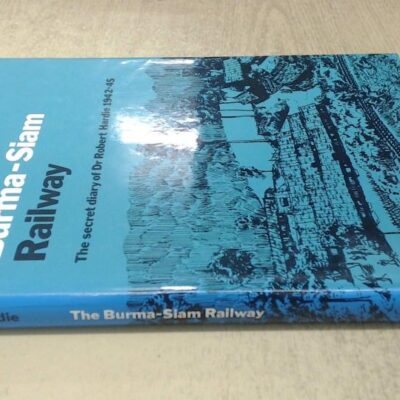 Burma-Siam
Railway
The secret diary of Dr Robert Hardie 1942-45
die The Burma-Siam Railway